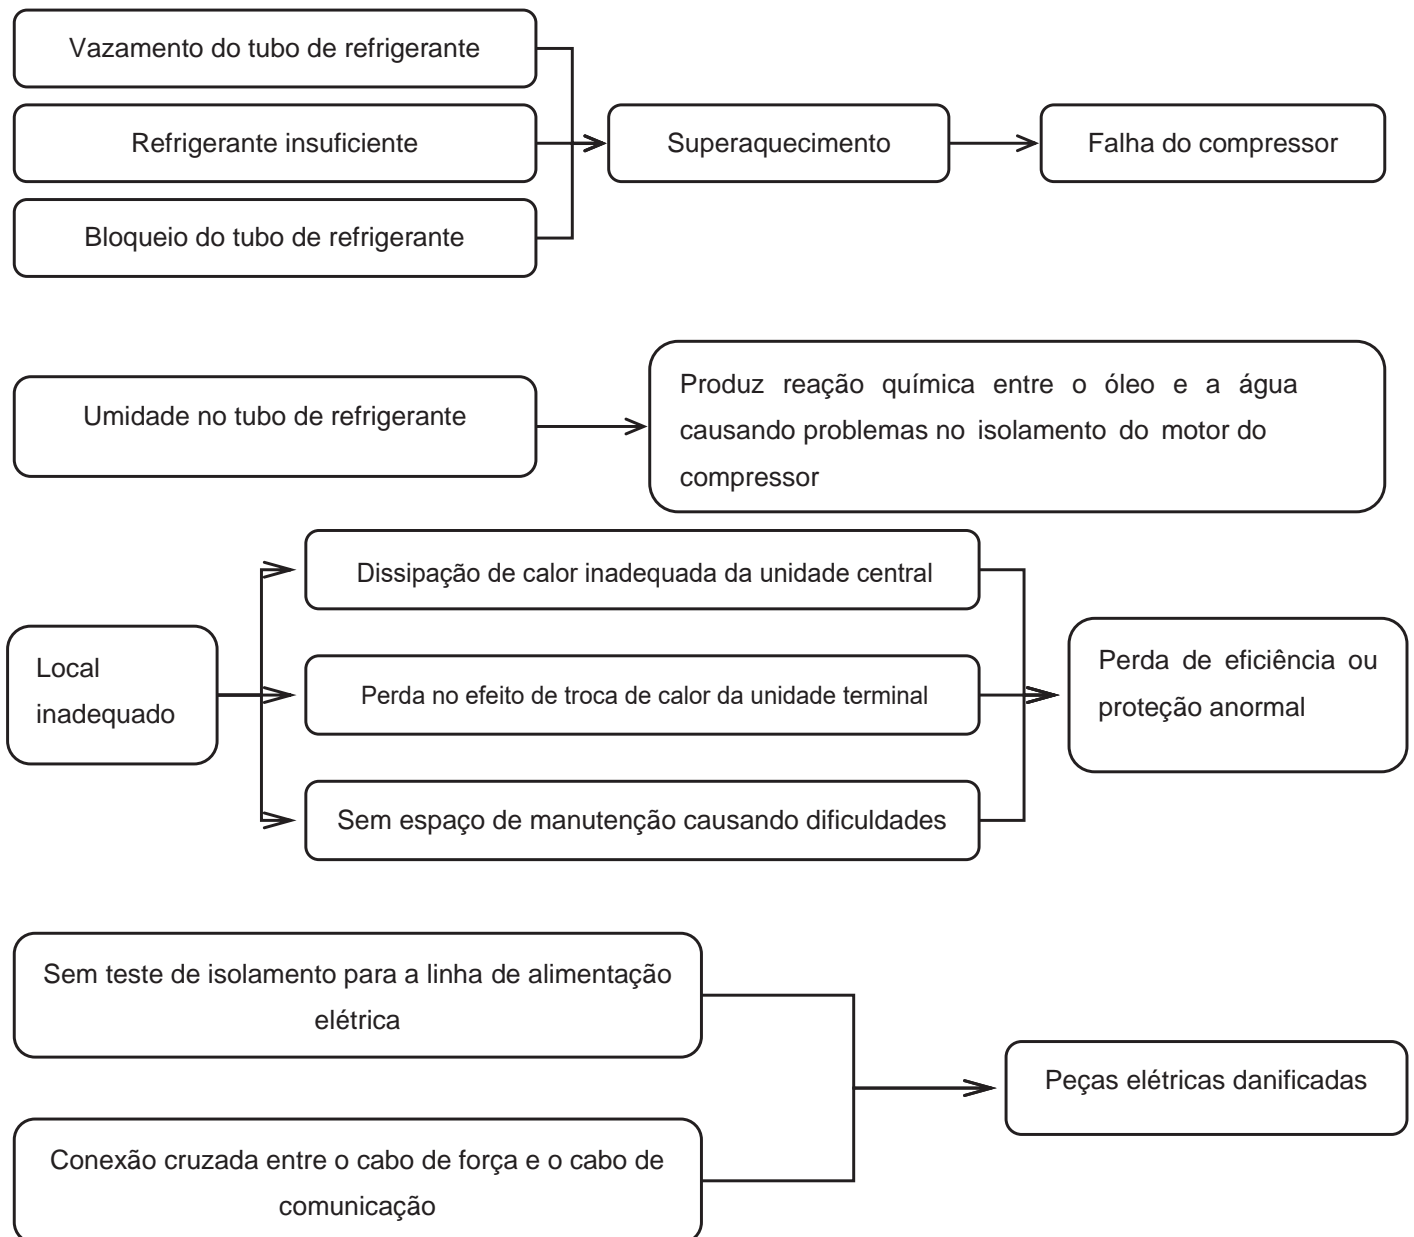 Vazamento do tubo de refrigerante
Refrigerante insuficiente
Superaquecimento
Falha do compressor
Bloqueio do tubo de refrigerante
Umidade no tubo de refrigerante
Produz reação química entre o óleo e a água
causando problemas no isolamento do motor do
compressor
Local
inadequado
Dissipação de calor inadequada da unidade central
Perda no efeito de troca de calor da unidade terminal
Sem espaço de manutenção causando dificuldades
Perda de eficiência ou
proteção anormal
Sem teste de isolamento para a linha de alimentação
elétrica
Conexão cruzada entre o cabo de força e o cabo de
comunicação
Peças elétricas danificadas